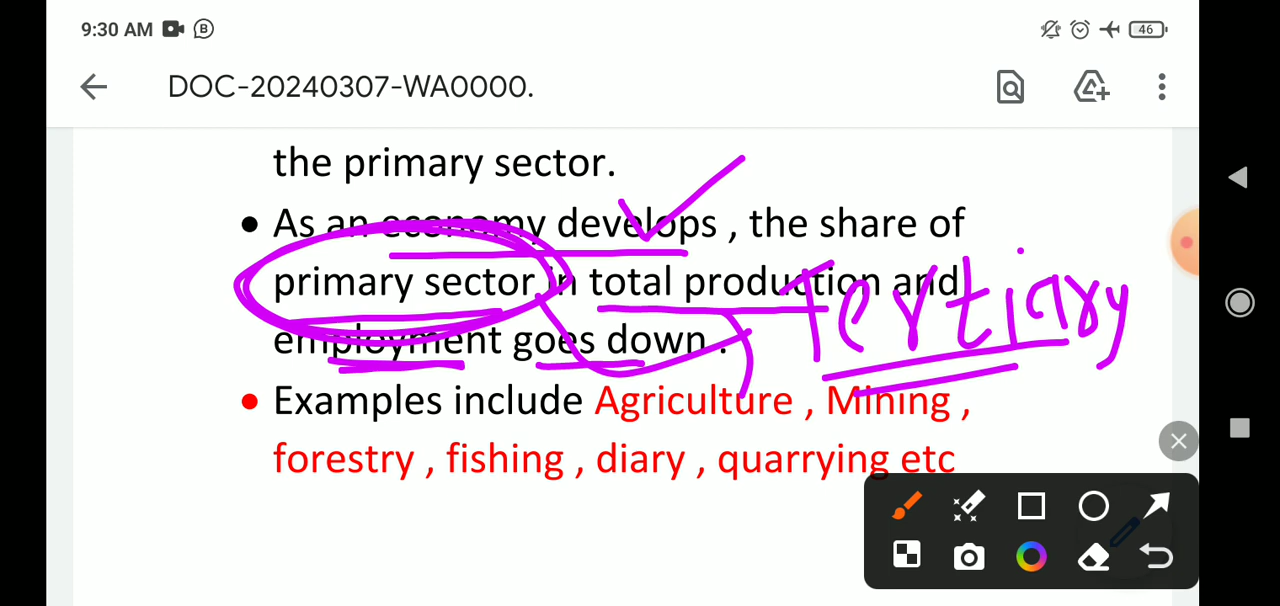 9:30 AM B 46
DOC-20240307-WA0000.
the primary sector.
• As an economy develops , the share of
primary sector in total production and
employment goes down .
Tertiary
• Examples include Agriculture , Mining ,
forestry , fishing , diary , quarrying etc